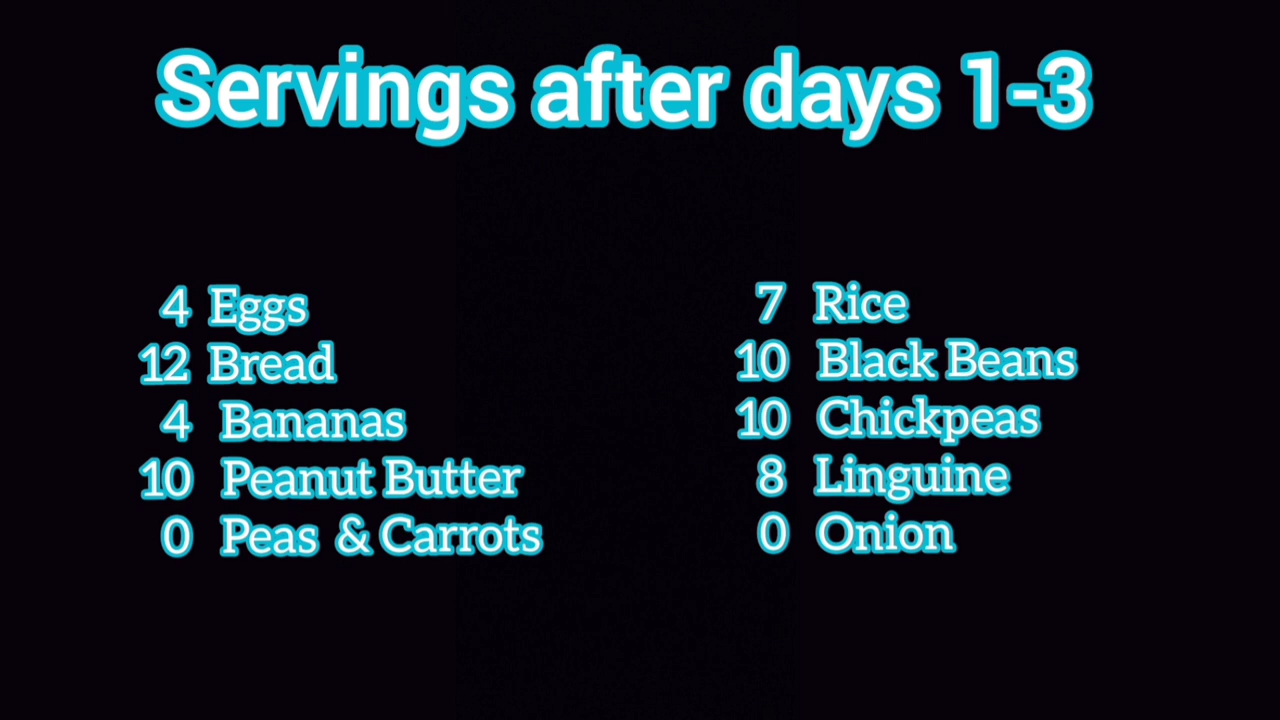 Servings after days 1-3
4 Eggs
12 Bread
4 Bananas
10 Peanut Butter
0 Peas & Carrots
7 Rice
10 Black Beans
10 Chickpeas
8 Linguine
0 Onion